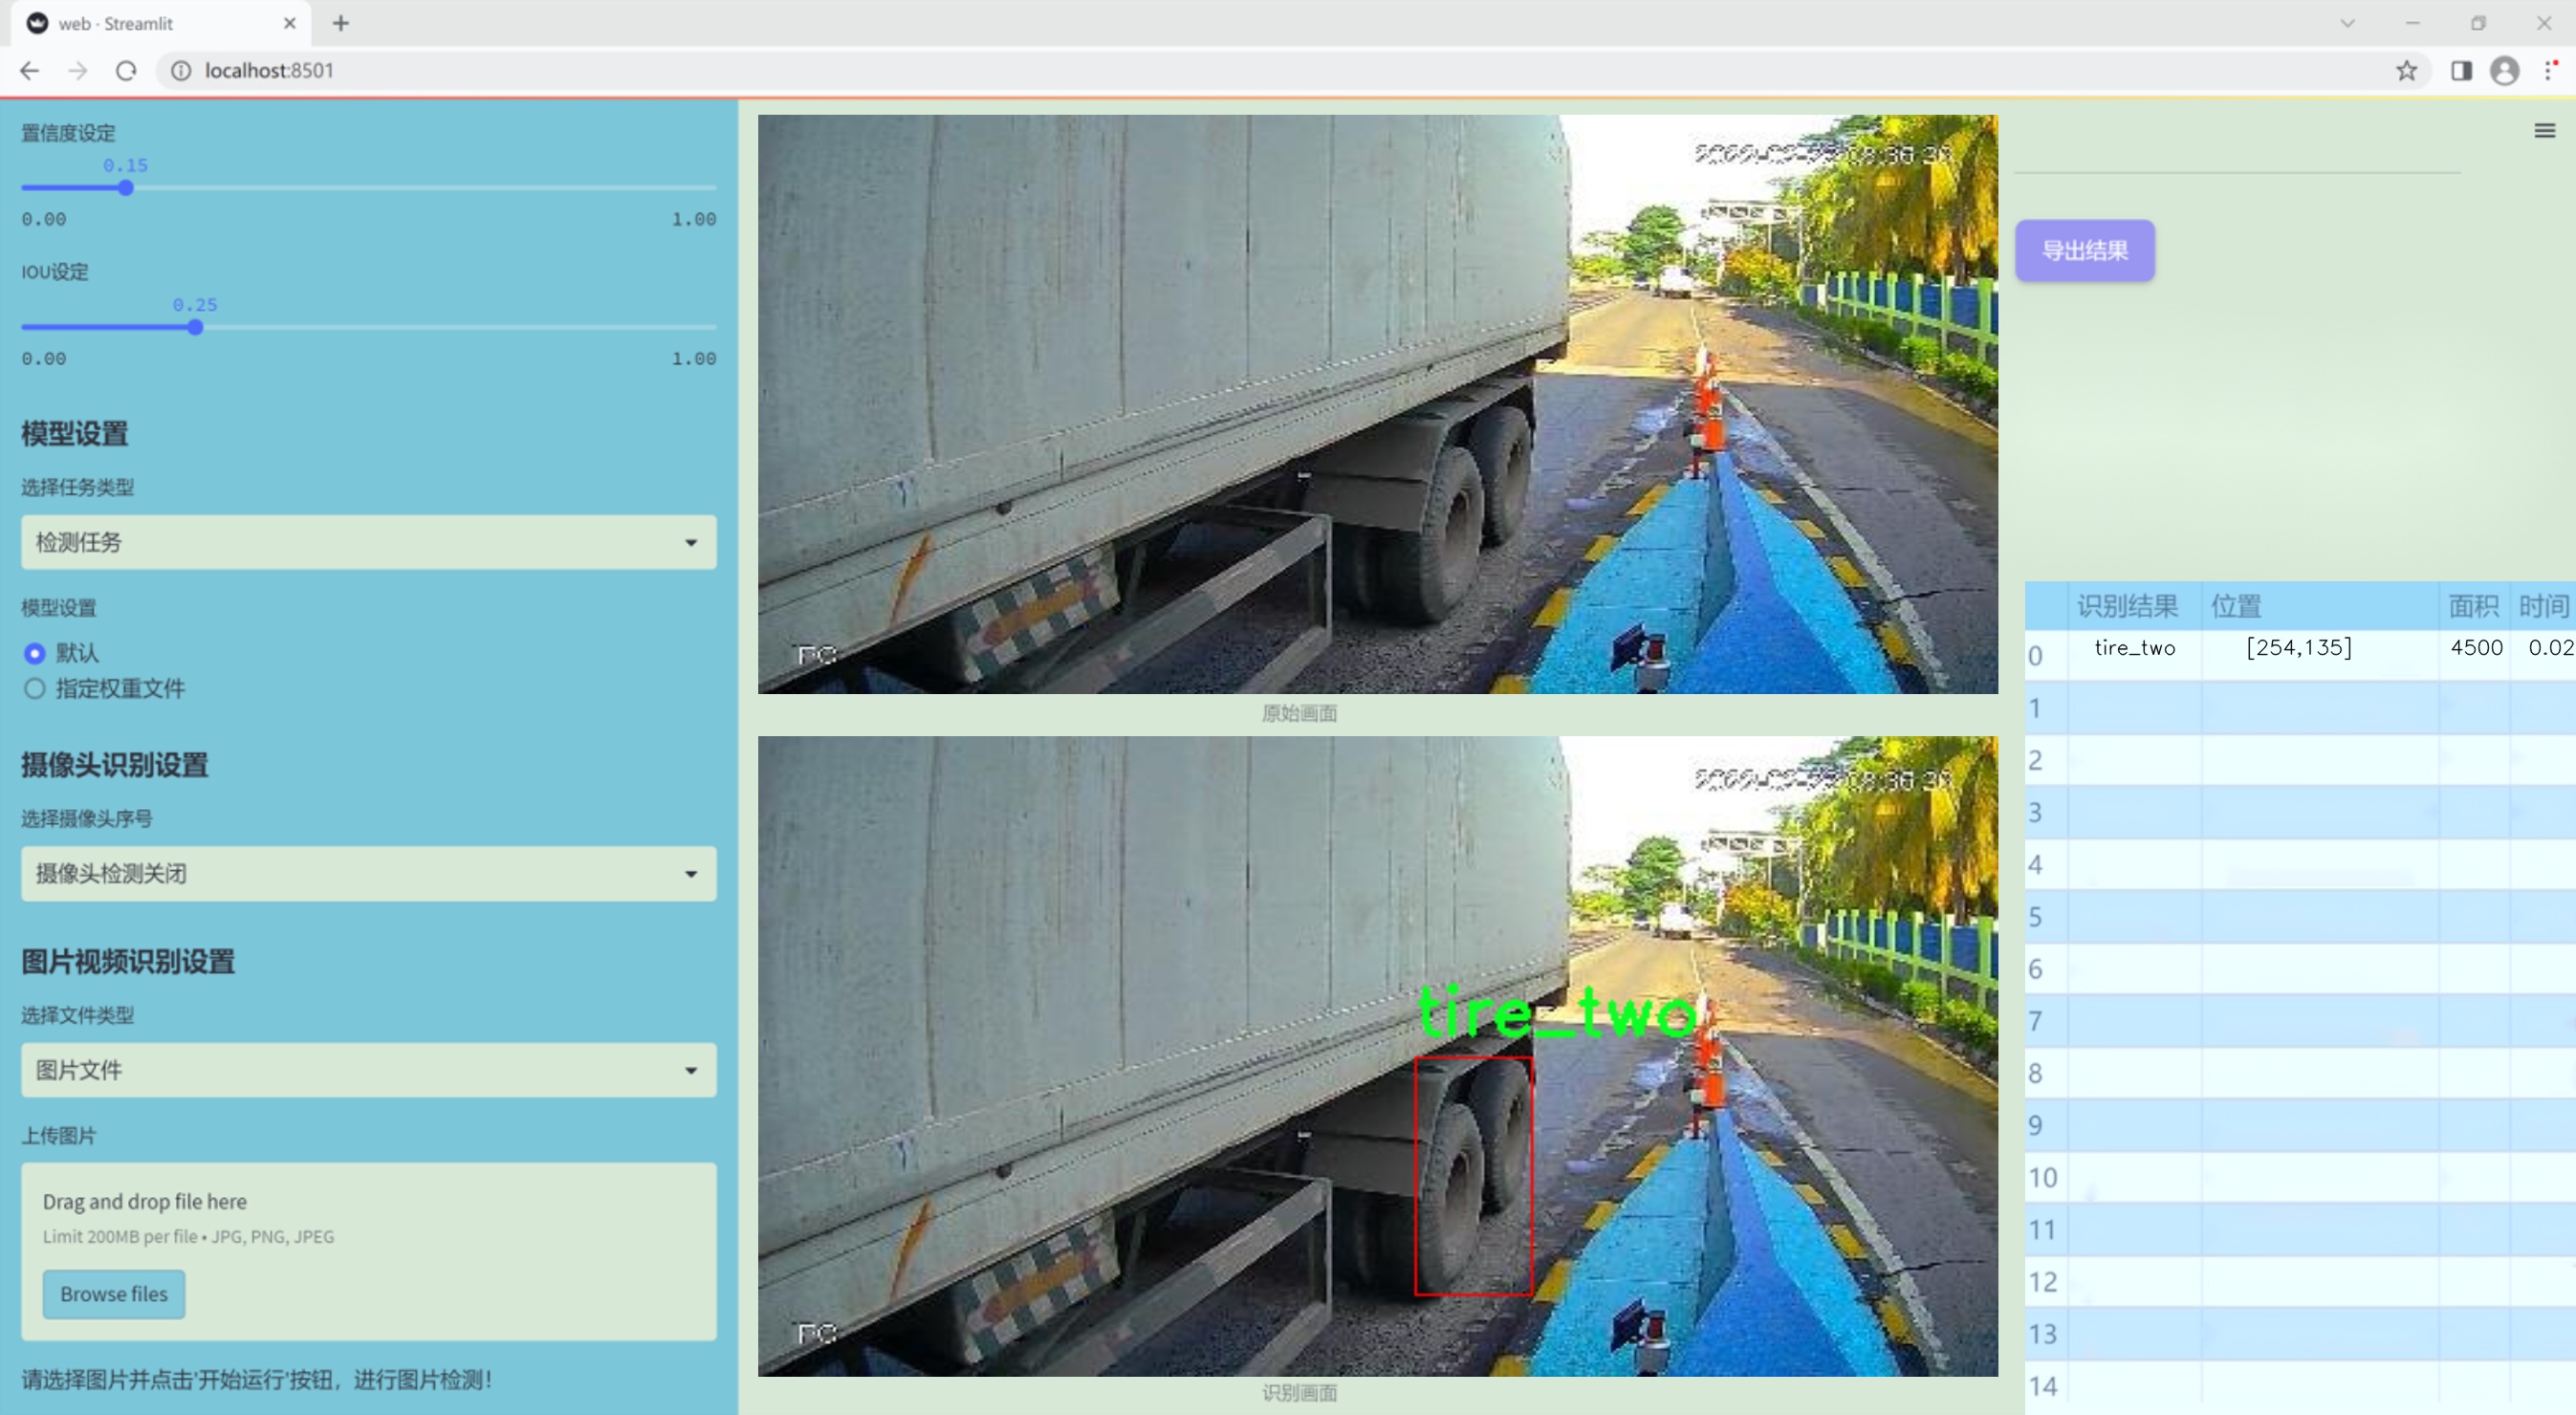 web · Streamlit
localhost:8501
置信度设定
0.15
0.00
1.00
IOU设定
0.25
0.00
1.00
模型设置
选择任务类型
检测任务
模型设置
默认
指定权重文件
摄像头识别设置
选择摄像头序号
摄像头检测关闭
图片视频识别设置
选择文件类型
图片文件
上传图片
Drag and drop file here
Limit 200MB per file • JPG, PNG, JPEG
Browse files
请选择图片并点击'开始运行'按钮，进行图片检测！
原始画面
tire_two
识别画面
导出结果
识别结果 位置 面积 时间
0 tire_two [254,135] 4500 0.02
1
2
3
4
5
6
7
8
9
10
11
12
13
14